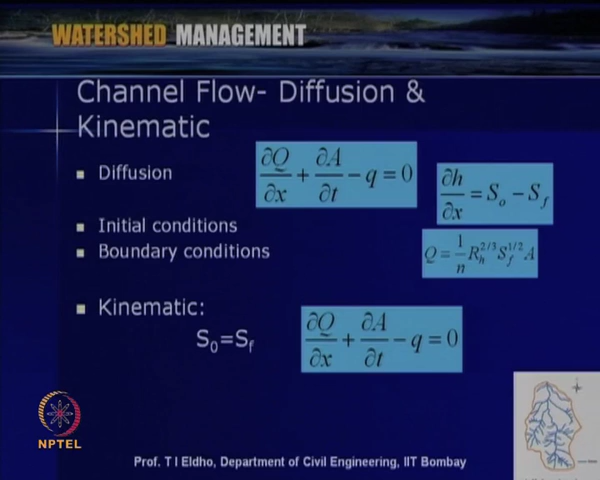 WATERSHED MANAGEMENT
Channel Flow- Diffusion &
Kinematic
Diffusion
∂Q/∂x + ∂A/∂t − q = 0
∂h/∂x = S_o − S_f
Initial conditions
Boundary conditions
Q = 1/n R_h^{2/3} S_f^{1/2} A
Kinematic:
S_0=S_f
∂Q/∂x + ∂A/∂t − q = 0
NPTEL
Prof. T I Eldho, Department of Civil Engineering, IIT Bombay